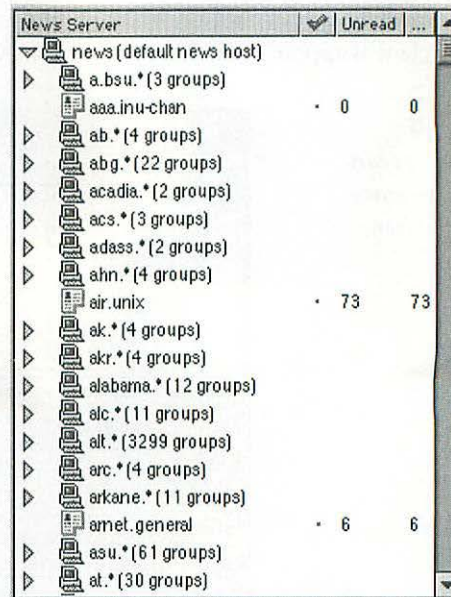 News Server Unread ...
news (default news host)
a.bsu.* (3 groups)
aaa.inu-chan · 0 0
ab.* (4 groups)
abg.* (22 groups)
acadia.* (2 groups)
acs.* (3 groups)
adass.* (2 groups)
ahn.* (4 groups)
air.unix · 73 73
ak.* (4 groups)
akr.* (4 groups)
alabama.* (12 groups)
alc.* (11 groups)
alt.* (3299 groups)
arc.* (4 groups)
arkane.* (11 groups)
arnet.general · 6 6
asu.* (61 groups)
at.* (30 groups)